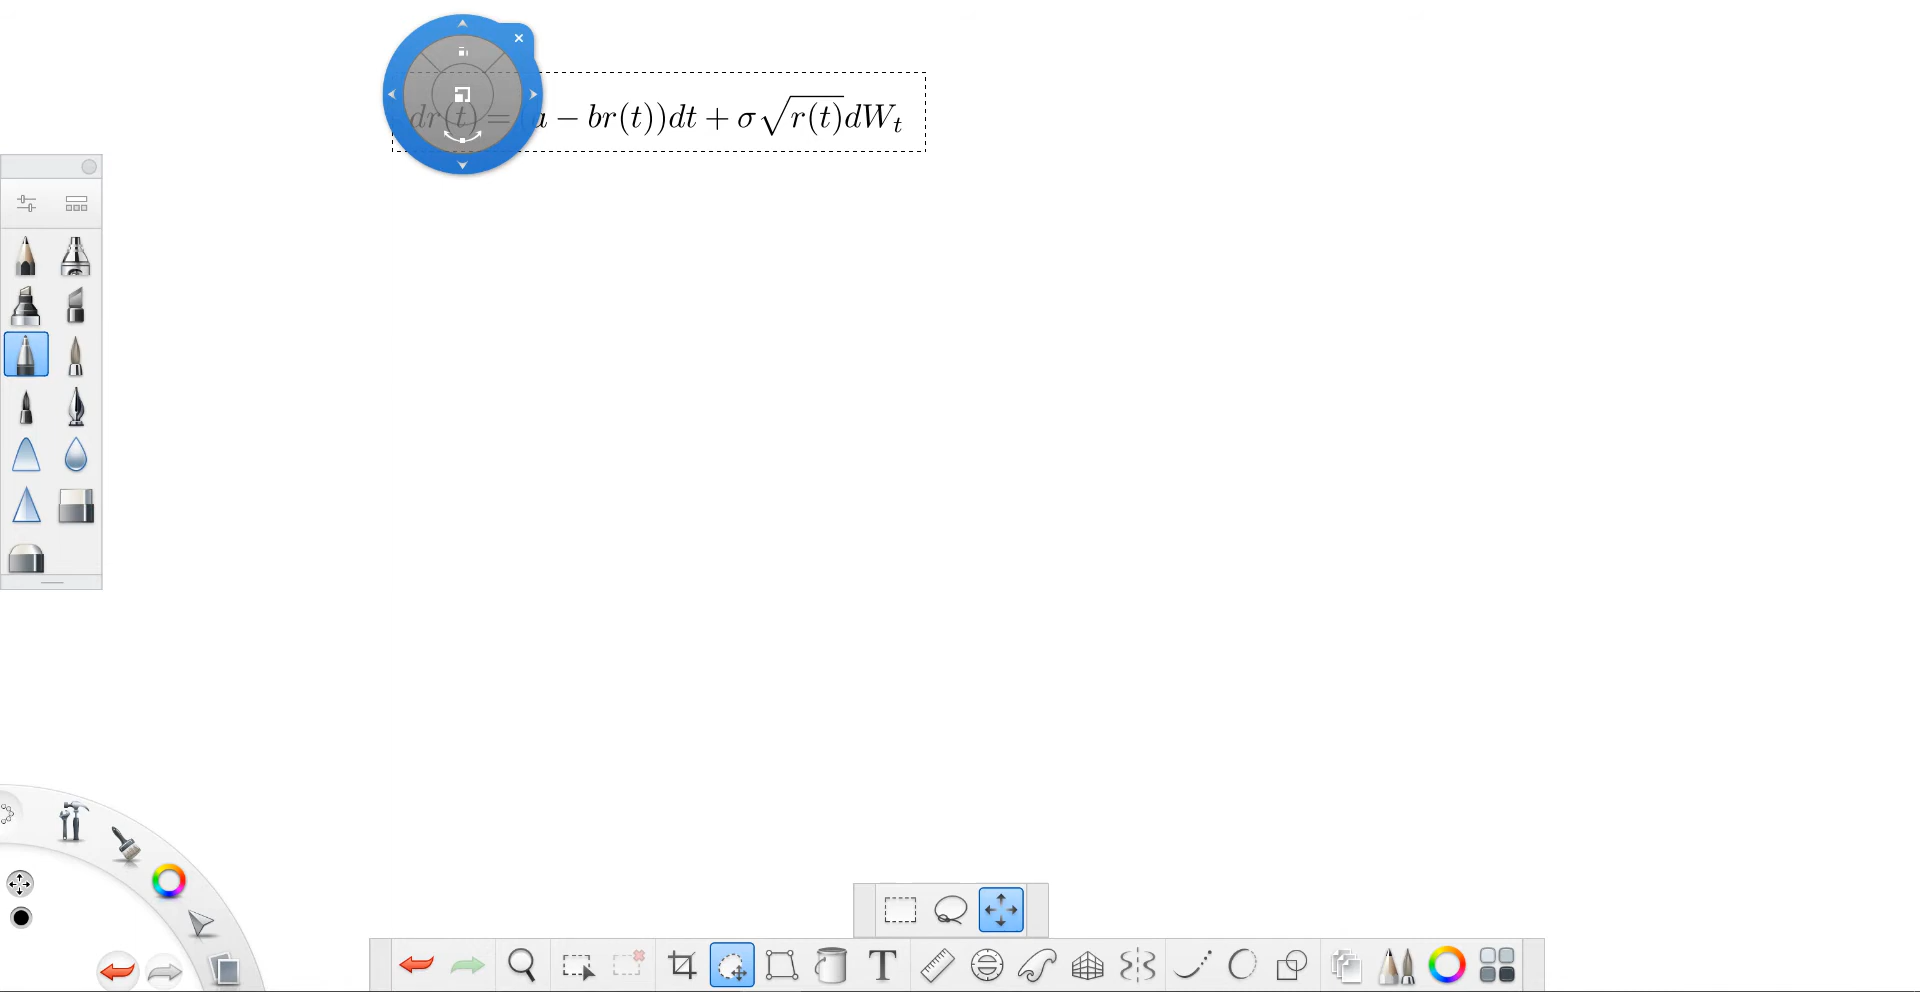 dr(t) = (a − br(t))dt + σ√r(t)dW_t
T